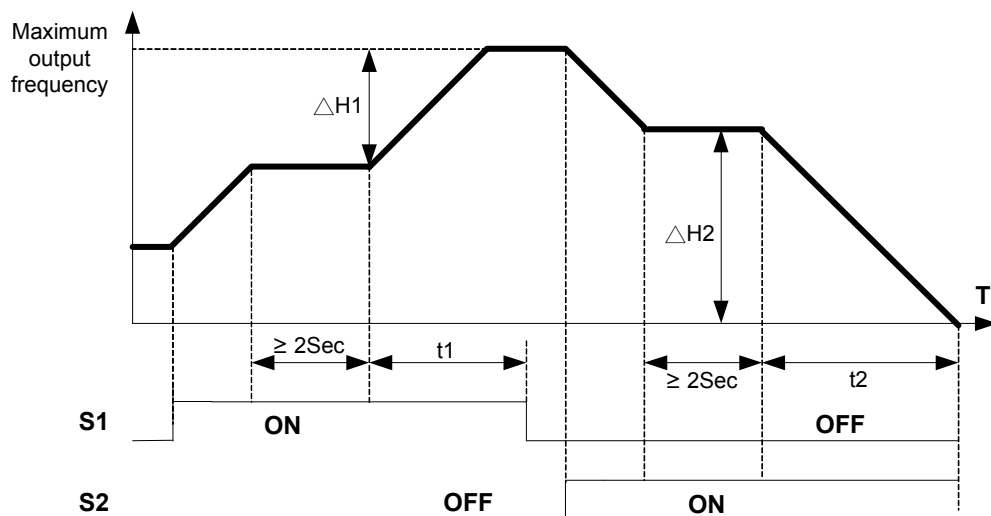 Maximum
output
frequency
△H1
△H2
T
≥ 2Sec
t1
≥ 2Sec
t2
S1
ON
OFF
S2
OFF
ON